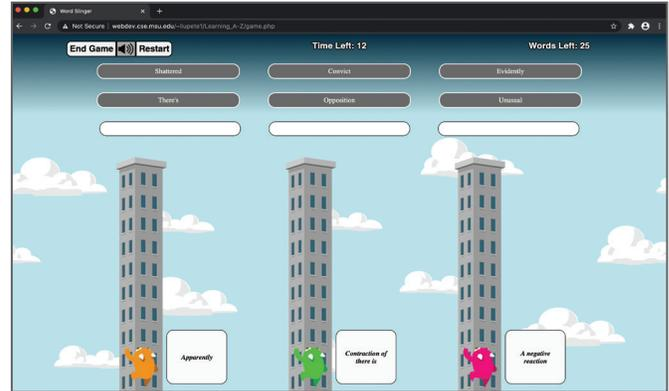 Word Slinger
Not Secure | webdev.cse.msu.edu/~llupete1/Learning_A-Z/game.php
End Game Restart
Time Left: 12
Words Left: 25
Shattered Convict Evidently
There's Opposition Unusual
Apparently
Contraction of
there is
A negative
reaction